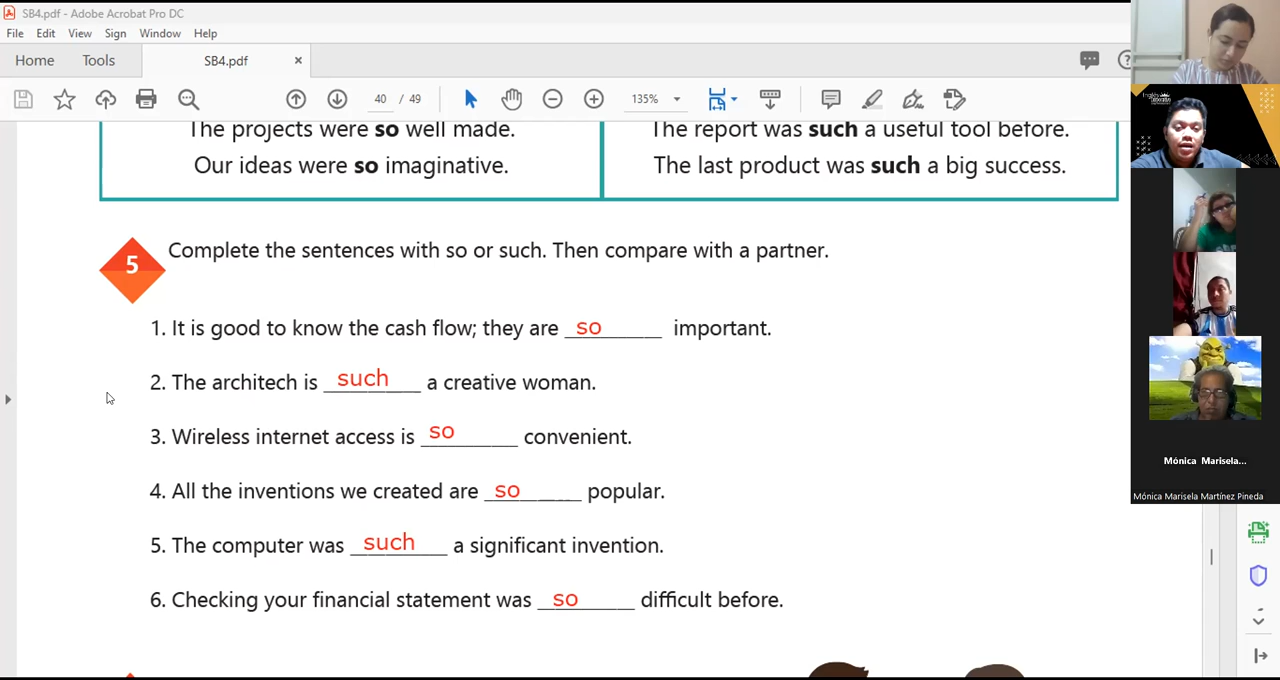 SB4.pdf - Adobe Acrobat Pro DC
File Edit View Sign Window Help
Home Tools SB4.pdf ×
40 / 49 135%
The projects were so well made.
Our ideas were so imaginative.
The report was such a useful tool before.
The last product was such a big success.
5 Complete the sentences with so or such. Then compare with a partner.
1. It is good to know the cash flow; they are so important.
2. The architech is such a creative woman.
3. Wireless internet access is so convenient.
4. All the inventions we created are so popular.
5. The computer was such a significant invention.
6. Checking your financial statement was so difficult before.
Mónica Marisela...
Mónica Marisela Martínez Pineda